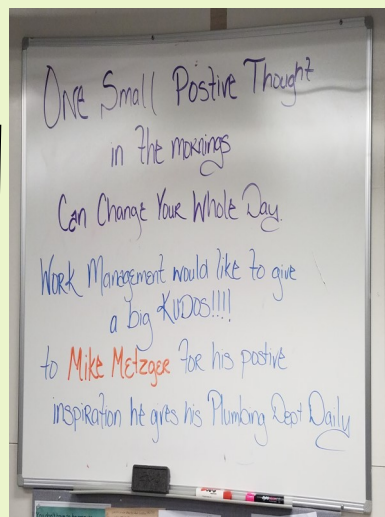 One Small Postive Thought
in the mornings
Can Change Your Whole Day.
Work Management would like to give
a big KUDOS!!!!
to Mike Metzger for his postive
inspiration he gives his Plumbing Dept Daily